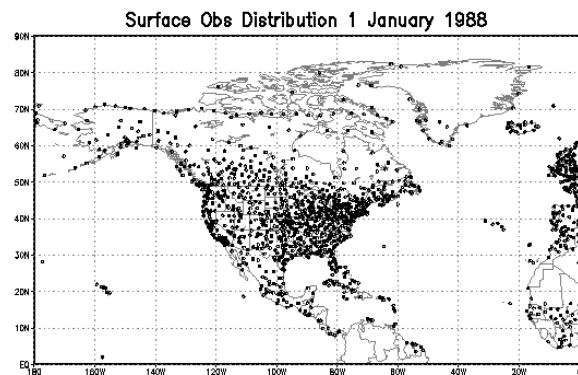 Surface Obs Distribution 1 January 1988
90N
80N
70N
60N
50N
40N
30N
20N
10N
EQ
180 160W 140W 120W 100W 80W 60W 40W 20W 0